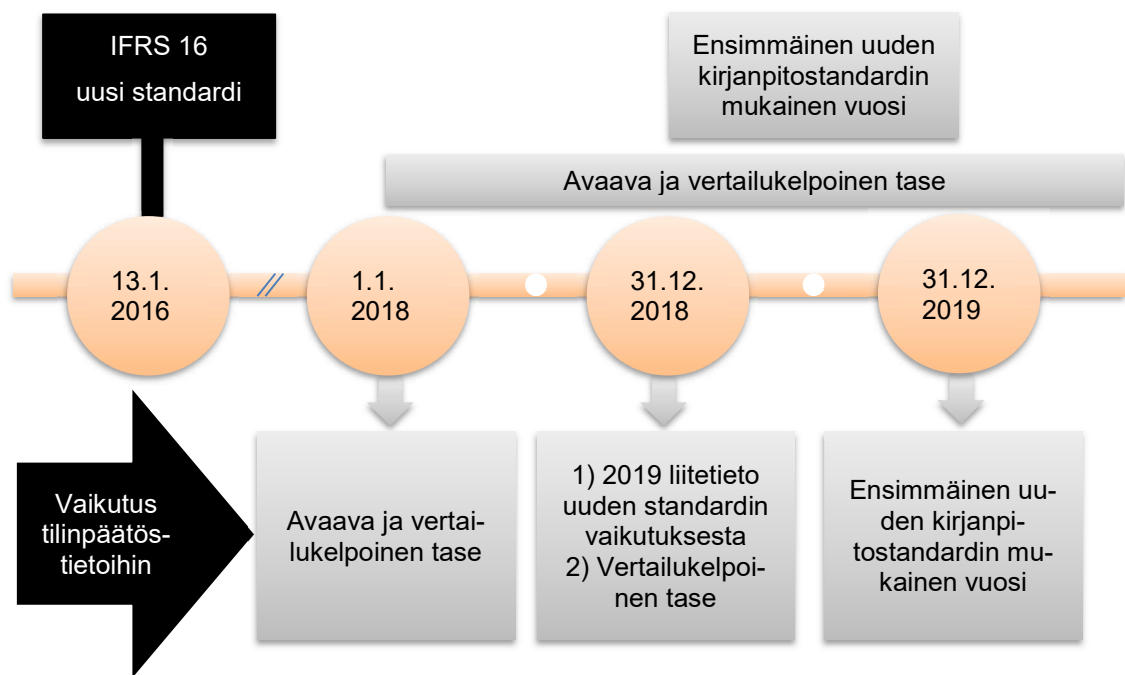 IFRS 16
uusi standardi
Ensimmäinen uuden
kirjanpitostandardin
mukainen vuosi
Avaava ja vertailukelpoinen tase
13.1.
2016
1.1.
2018
31.12.
2018
31.12.
2019
Vaikutus
tilinpäätös-
tietoihin
Avaava ja vertai-
lukelpoinen tase
1) 2019 liitetieto
uuden standardin
vaikutuksesta
2) Vertailukelpoi-
nen tase
Ensimmäinen uu-
den kirjanpi-
tostandardin mu-
kainen vuosi